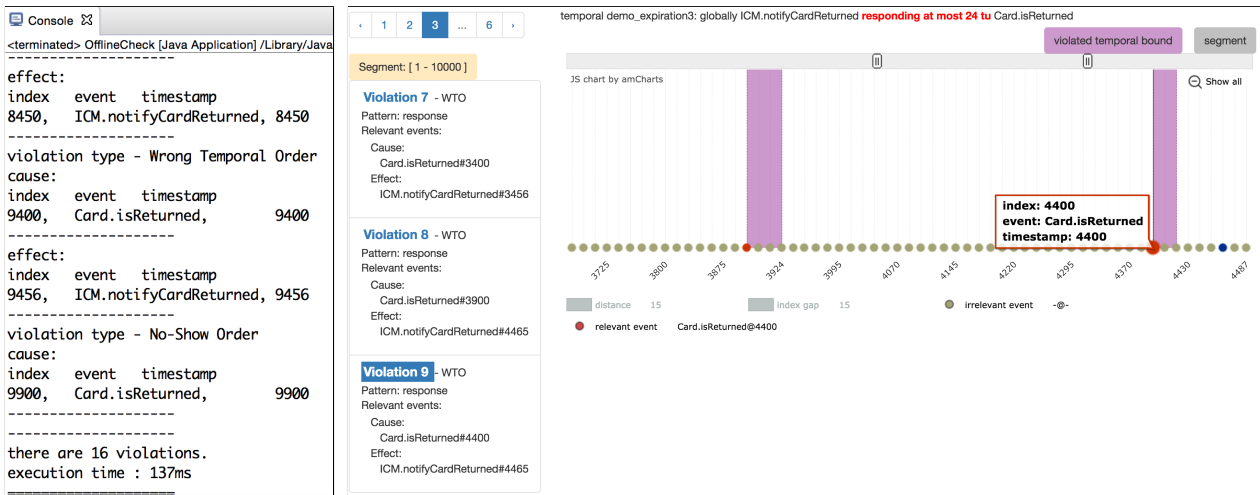 Console
<terminated> OfflineCheck [Java Application] /Library/Java
---------------------
effect:
index event timestamp
8450, ICM.notifyCardReturned, 8450
---------------------
violation type - Wrong Temporal Order
cause:
index event timestamp
9400, Card.isReturned, 9400
---------------------
effect:
index event timestamp
9456, ICM.notifyCardReturned, 9456
---------------------
violation type - No-Show Order
cause:
index event timestamp
9900, Card.isReturned, 9900
---------------------
---------------------
there are 16 violations.
execution time : 137ms
=====================
‹ 1 2 3 ... 6 ›
Segment: [ 1 - 10000 ]
Violation 7 - WTO
Pattern: response
Relevant events:
Cause:
Card.isReturned#3400
Effect:
ICM.notifyCardReturned#3456
Violation 8 - WTO
Pattern: response
Relevant events:
Cause:
Card.isReturned#3900
Effect:
ICM.notifyCardReturned#4465
Violation 9 - WTO
Pattern: response
Relevant events:
Cause:
Card.isReturned#4400
Effect:
ICM.notifyCardReturned#4465
temporal demo_expiration3: globally ICM.notifyCardReturned responding at most 24 tu Card.isReturned
violated temporal bound segment
JS chart by amCharts
Show all
index: 4400
event: Card.isReturned
timestamp: 4400
3725 3800 3875 3924 3995 4070 4145 4220 4295 4370 4430 4487
distance 15 index gap 15 irrelevant event -@-
relevant event Card.isReturned@4400